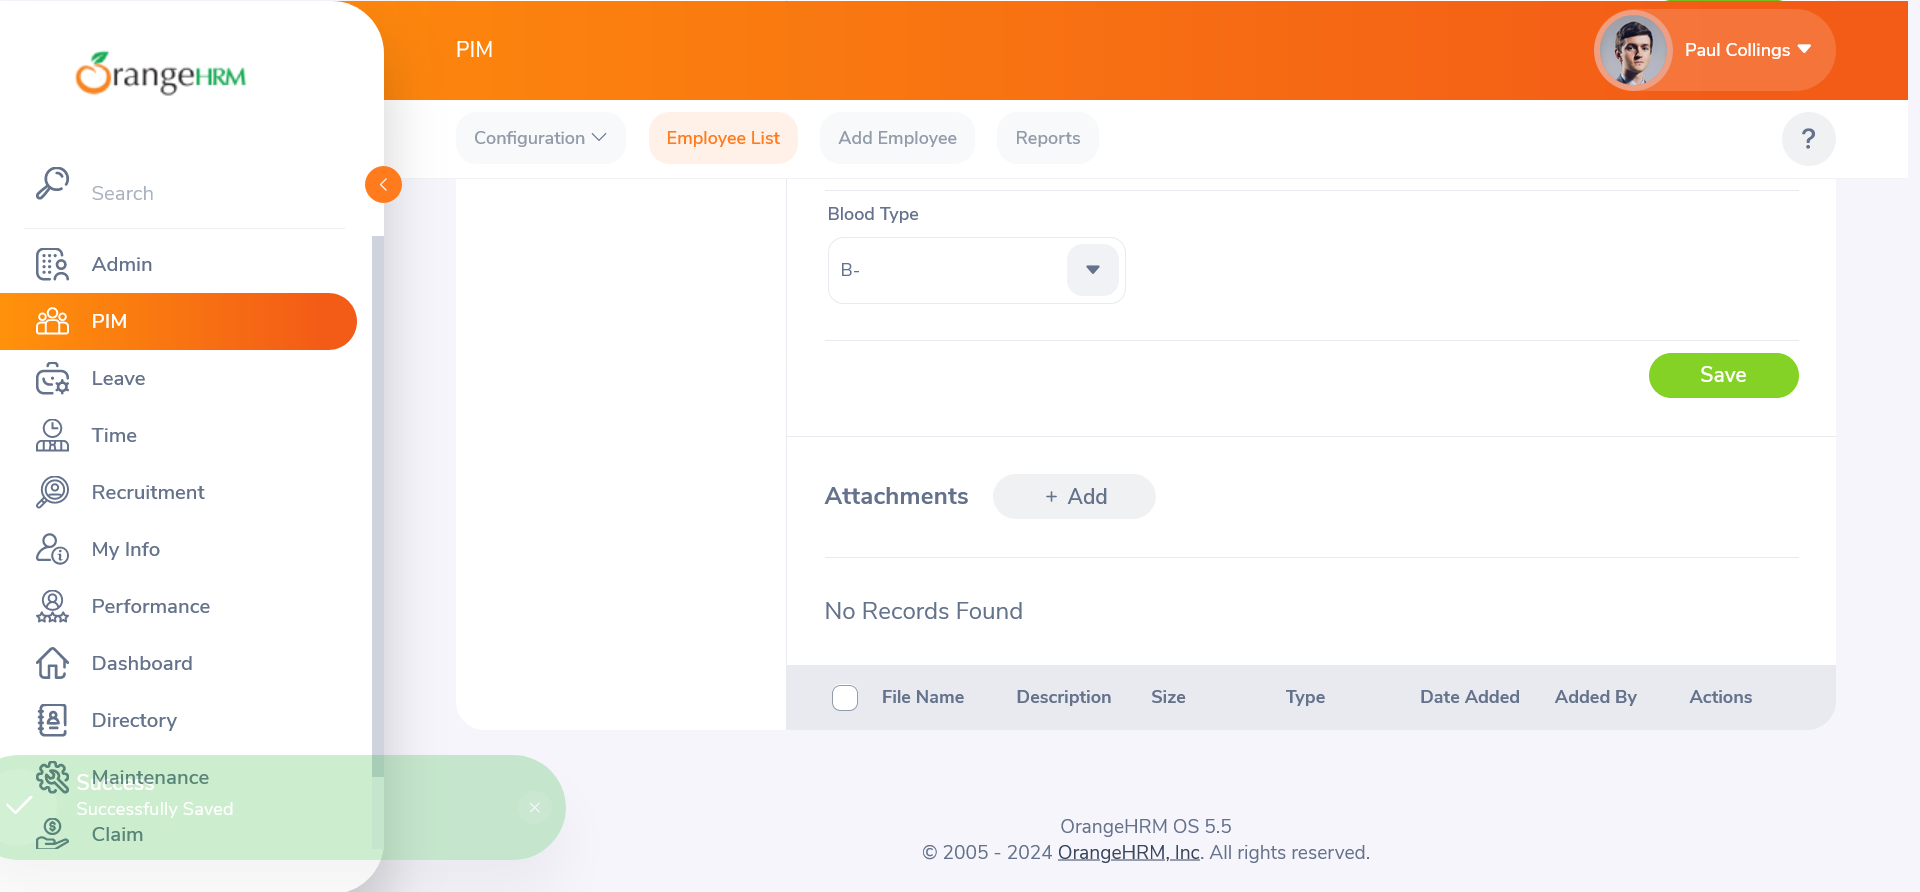 OrangeHRM
PIM
Paul Collings
Configuration
Employee List
Add Employee
Reports
?
Search
Admin
PIM
Leave
Time
Recruitment
My Info
Performance
Dashboard
Directory
Maintenance
Claim
Blood Type
B-
Save
Attachments
+ Add
No Records Found
File Name Description Size Type Date Added Added By Actions
Success
Successfully Saved
OrangeHRM OS 5.5
© 2005 - 2024 OrangeHRM, Inc. All rights reserved.